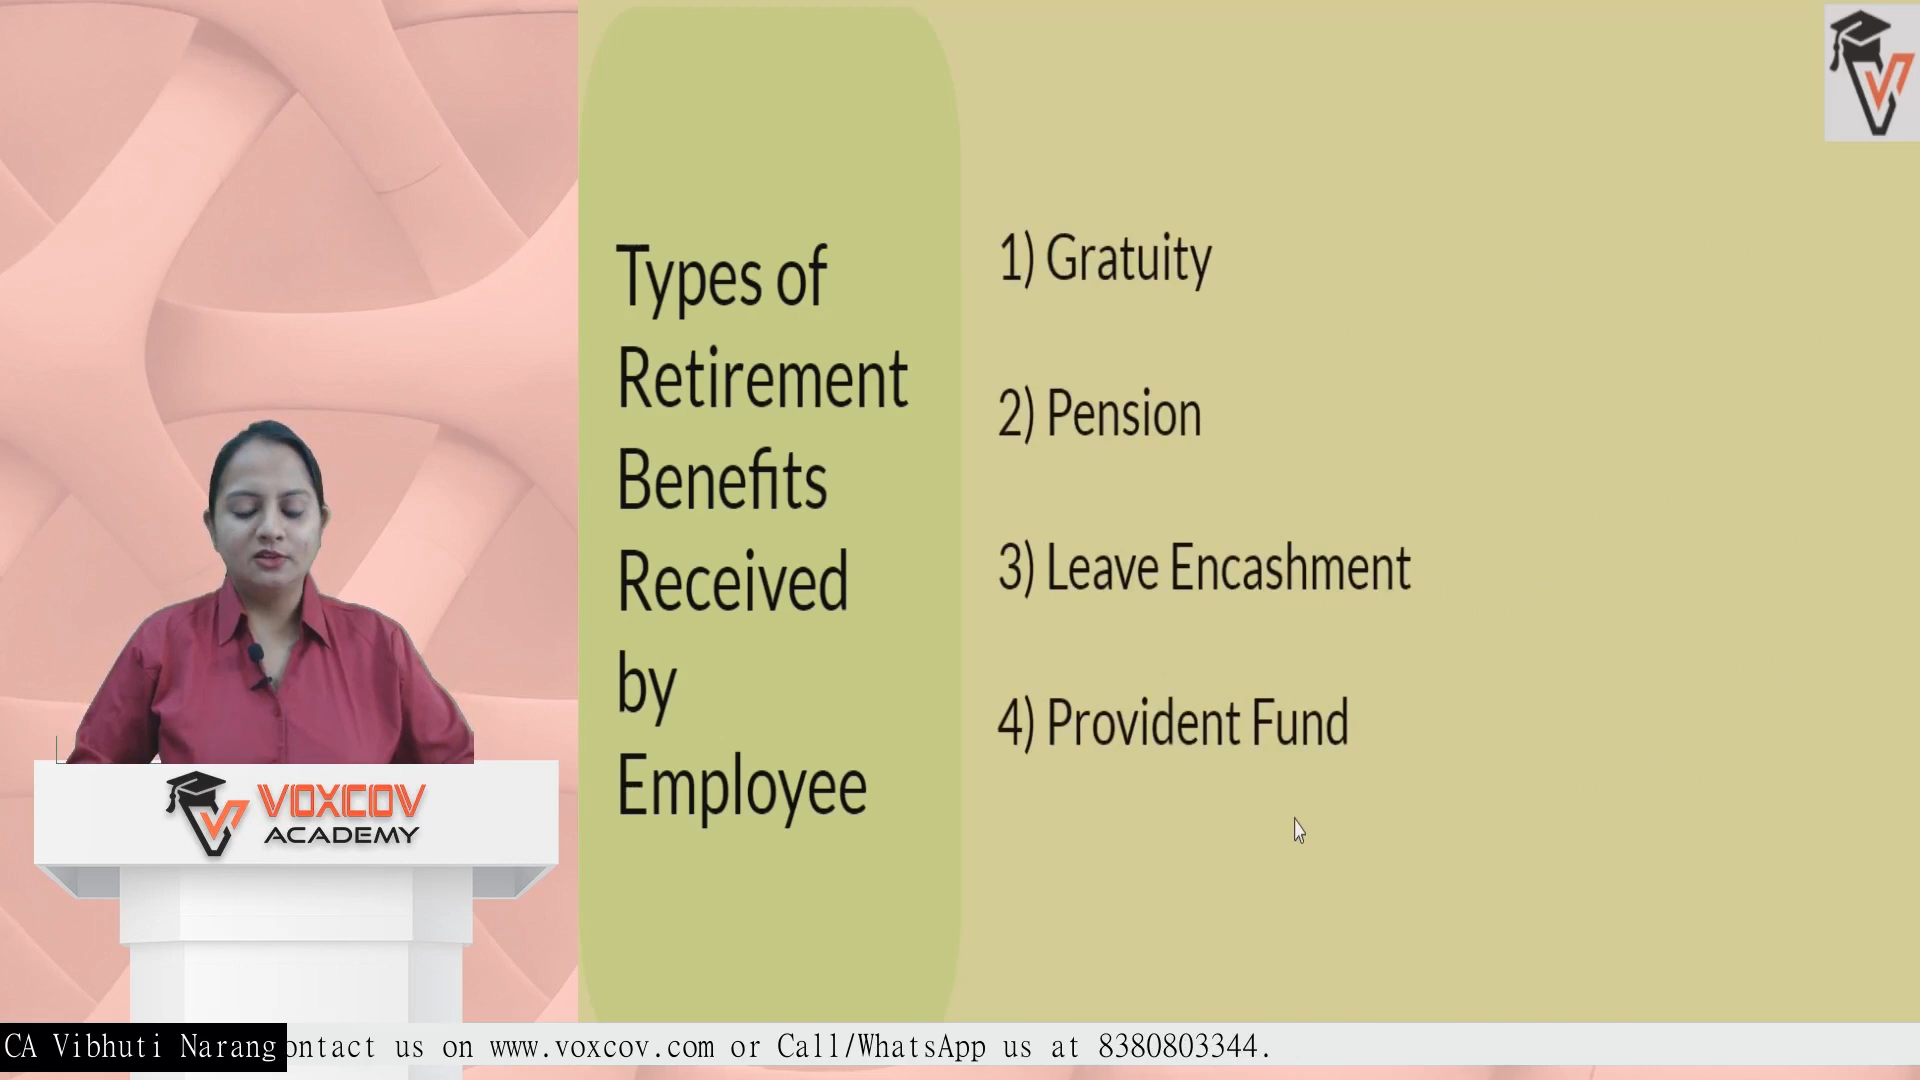 Types of
Retirement
Benefits
Received
by
Employee
1) Gratuity
2) Pension
3) Leave Encashment
4) Provident Fund
VOXCOV
ACADEMY
CA Vibhuti Narang
ontact us on www.voxcov.com or Call/WhatsApp us at 8380803344.